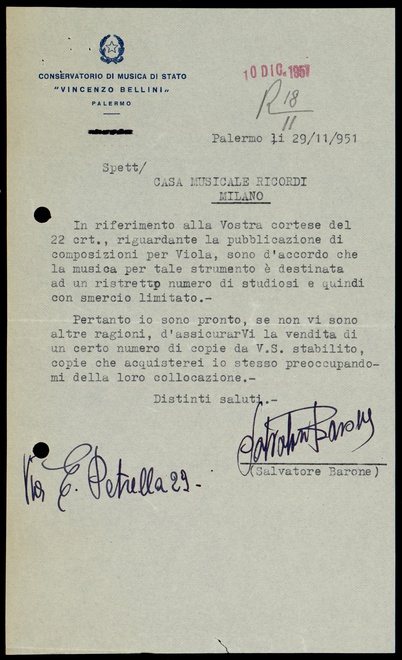 CONSERVATORIO DI MUSICA DI STATO
"VINCENZO BELLINI"
PALERMO
10 DIC. 1951
R 18
11
Palermo li 29/11/951
Spett/
CASA MUSICALE RICORDI
MILANO
In riferimento alla Vostra cortese del
22 crt., riguardante la pubblicazione di
composizioni per Viola, sono d'accordo che
la musica per tale strumento è destinata
ad un ristretto numero di studiosi e quindi
con smercio limitato.-
Pertanto io sono pronto, se non vi sono
altre ragioni, d'assicurarVi la vendita di
un certo numero di copie da V.S. stabilito,
copie che acquisterei io stesso preoccupando-
mi della loro collocazione.-
Distinti saluti.-
Salvatore Barone
(Salvatore Barone)
Via E. Petrella 29.-